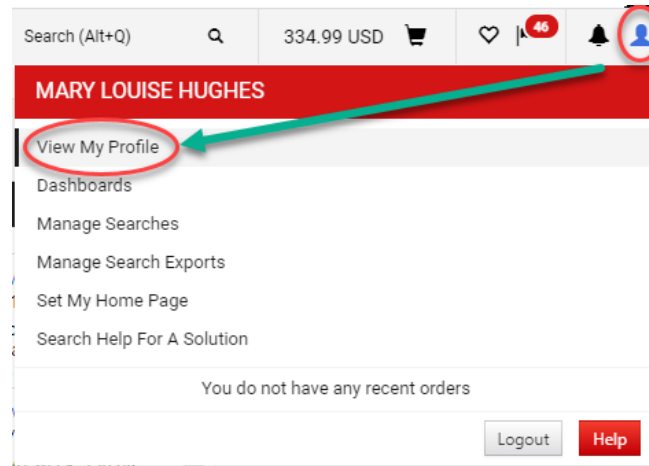 Search (Alt+Q) 334.99 USD 46
MARY LOUISE HUGHES
View My Profile
Dashboards
Manage Searches
Manage Search Exports
Set My Home Page
Search Help For A Solution
You do not have any recent orders
Logout Help